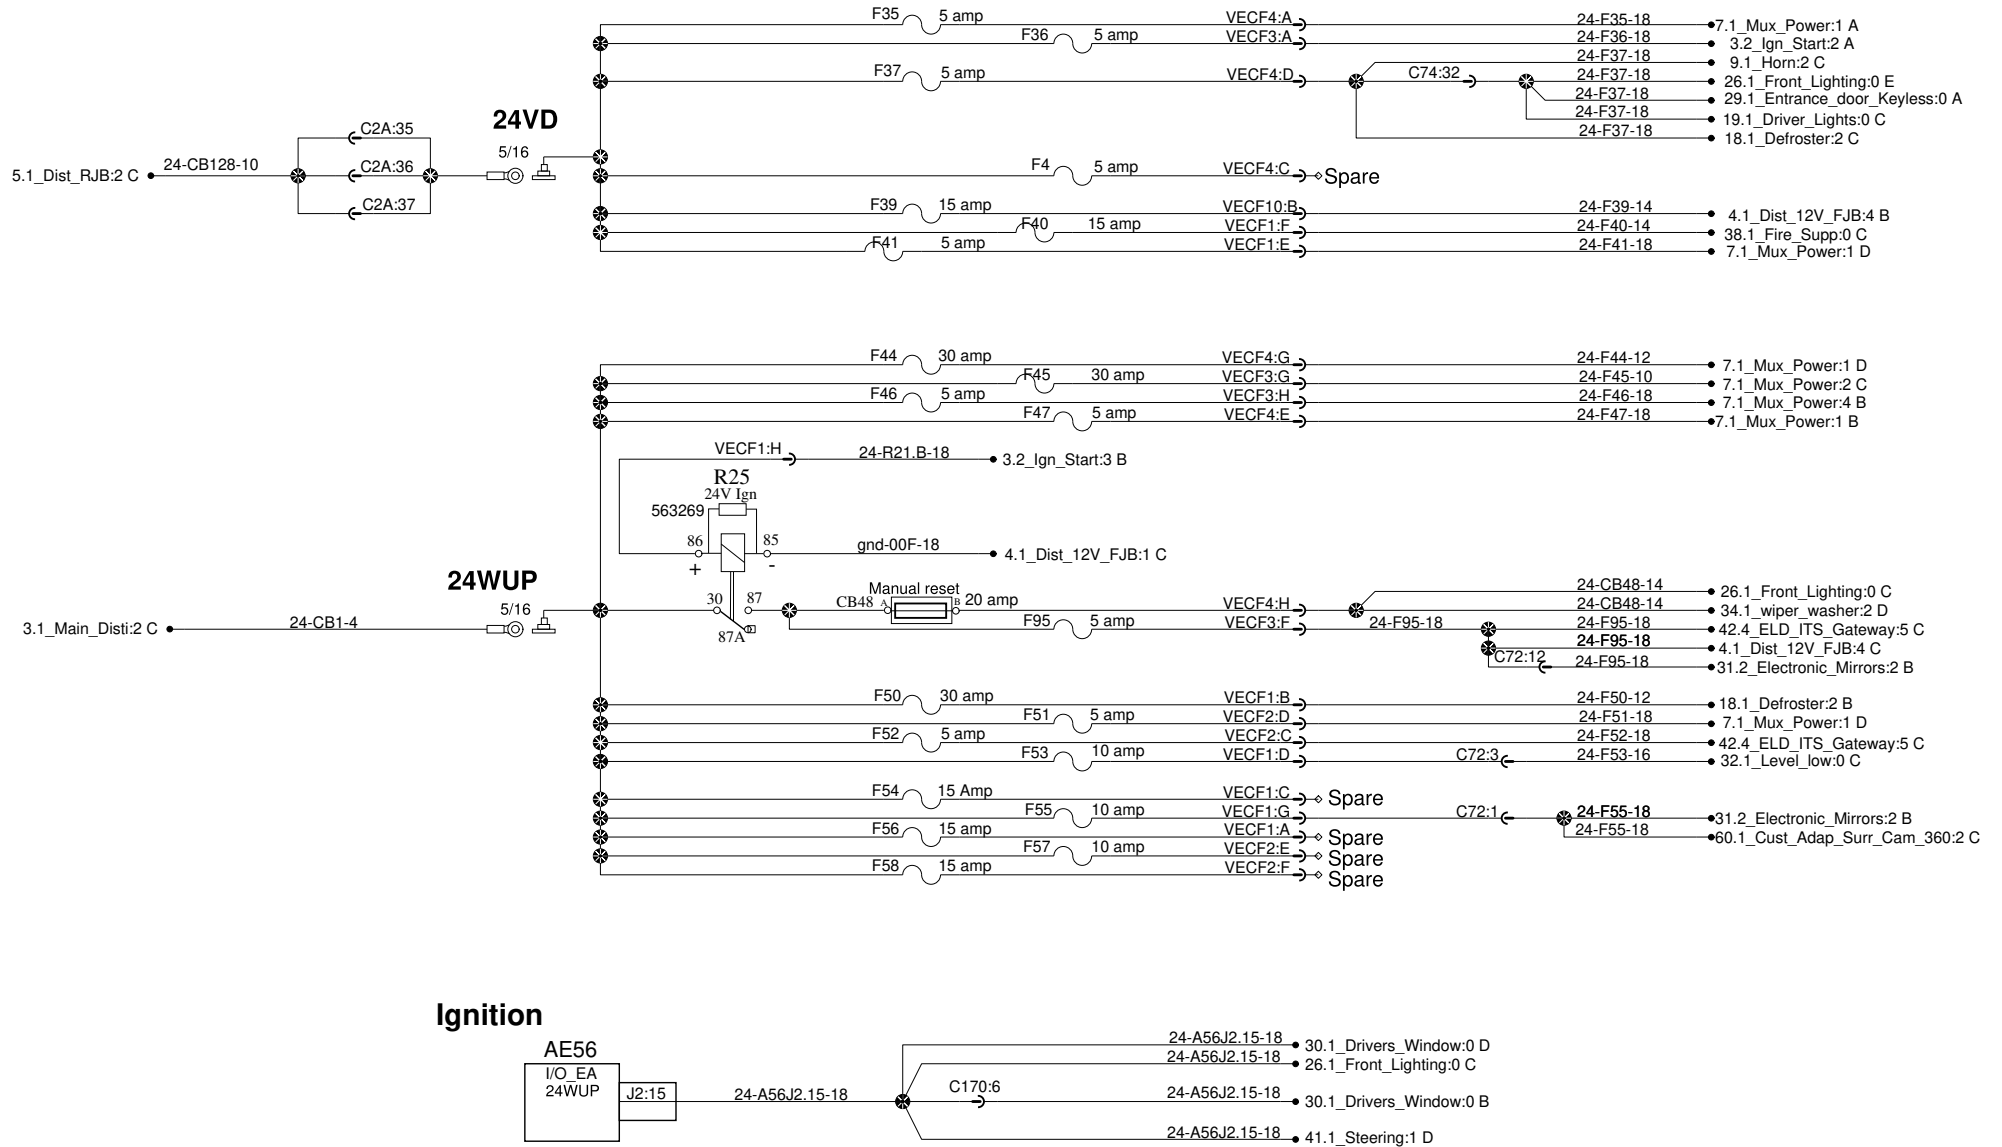 F35 5 amp VECF4:A 24-F35-18 7.1_Mux_Power:1 A
F36 5 amp VECF3:A 24-F36-18 3.2_Ign_Start:2 A
24-F37-18 9.1_Horn:2 C
F37 5 amp VECF4:D C74:32 24-F37-18 26.1_Front_Lighting:0 E
24-F37-18 29.1_Entrance_door_Keyless:0 A
24VD
24-F37-18 19.1_Driver_Lights:0 C
C2A:35
24-F37-18 18.1_Defroster:2 C
5/16
5.1_Dist_RJB:2 C 24-CB128-10 C2A:36 F4 5 amp VECF4:C Spare
C2A:37 F39 15 amp VECF10:B 24-F39-14 4.1_Dist_12V_FJB:4 B
F40 15 amp VECF1:F 24-F40-14 38.1_Fire_Supp:0 C
F41 5 amp VECF1:E 24-F41-18 7.1_Mux_Power:1 D
F44 30 amp VECF4:G 24-F44-12 7.1_Mux_Power:1 D
F45 30 amp VECF3:G 24-F45-10 7.1_Mux_Power:2 C
F46 5 amp VECF3:H 24-F46-18 7.1_Mux_Power:4 B
F47 5 amp VECF4:E 24-F47-18 7.1_Mux_Power:1 B
VECF1:H 24-R21.B-18 3.2_Ign_Start:3 B
R25
24V Ign
563269
86 85 gnd-00F-18 4.1_Dist_12V_FJB:1 C
+ -
24WUP
Manual reset 24-CB48-14 26.1_Front_Lighting:0 C
5/16 30 87 CB48 A B 20 amp VECF4:H 24-CB48-14 34.1_wiper_washer:2 D
3.1_Main_Disti:2 C 24-CB1-4 87A F95 5 amp VECF3:F 24-F95-18 24-F95-18 42.4_ELD_ITS_Gateway:5 C
24-F95-18 4.1_Dist_12V_FJB:4 C
C72:12 24-F95-18 31.2_Electronic_Mirrors:2 B
F50 30 amp VECF1:B 24-F50-12 18.1_Defroster:2 B
F51 5 amp VECF2:D 24-F51-18 7.1_Mux_Power:1 D
F52 5 amp VECF2:C 24-F52-18 42.4_ELD_ITS_Gateway:5 C
F53 10 amp VECF1:D C72:3 24-F53-16 32.1_Level_low:0 C
F54 15 Amp VECF1:C Spare
F55 10 amp VECF1:G C72:1 24-F55-18 31.2_Electronic_Mirrors:2 B
F56 15 amp VECF1:A Spare 24-F55-18 60.1_Cust_Adap_Surr_Cam_360:2 C
F57 10 amp VECF2:E Spare
F58 15 amp VECF2:F Spare
Ignition
AE56
I/O_EA
24WUP
J2:15 24-A56J2.15-18
24-A56J2.15-18 30.1_Drivers_Window:0 D
24-A56J2.15-18 26.1_Front_Lighting:0 C
C170:6 24-A56J2.15-18 30.1_Drivers_Window:0 B
24-A56J2.15-18 41.1_Steering:1 D